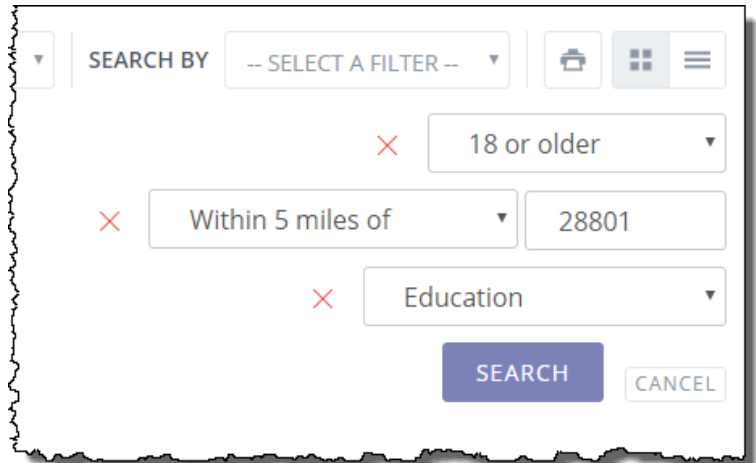 SEARCH BY -- SELECT A FILTER --
18 or older
Within 5 miles of 28801
Education
SEARCH CANCEL